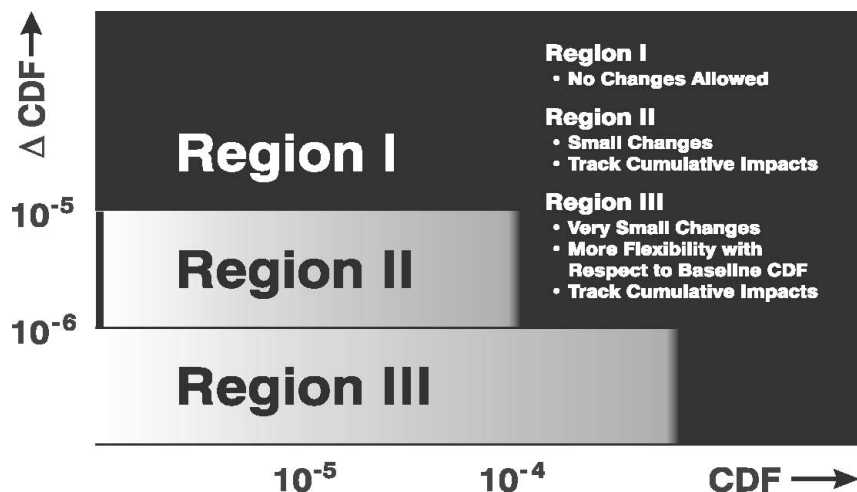 Δ CDF →
Region I
• No Changes Allowed
Region II
• Small Changes
• Track Cumulative Impacts
Region III
• Very Small Changes
• More Flexibility with
Respect to Baseline CDF
• Track Cumulative Impacts
Region I
10⁻⁵
Region II
10⁻⁶
Region III
10⁻⁵ 10⁻⁴ CDF →